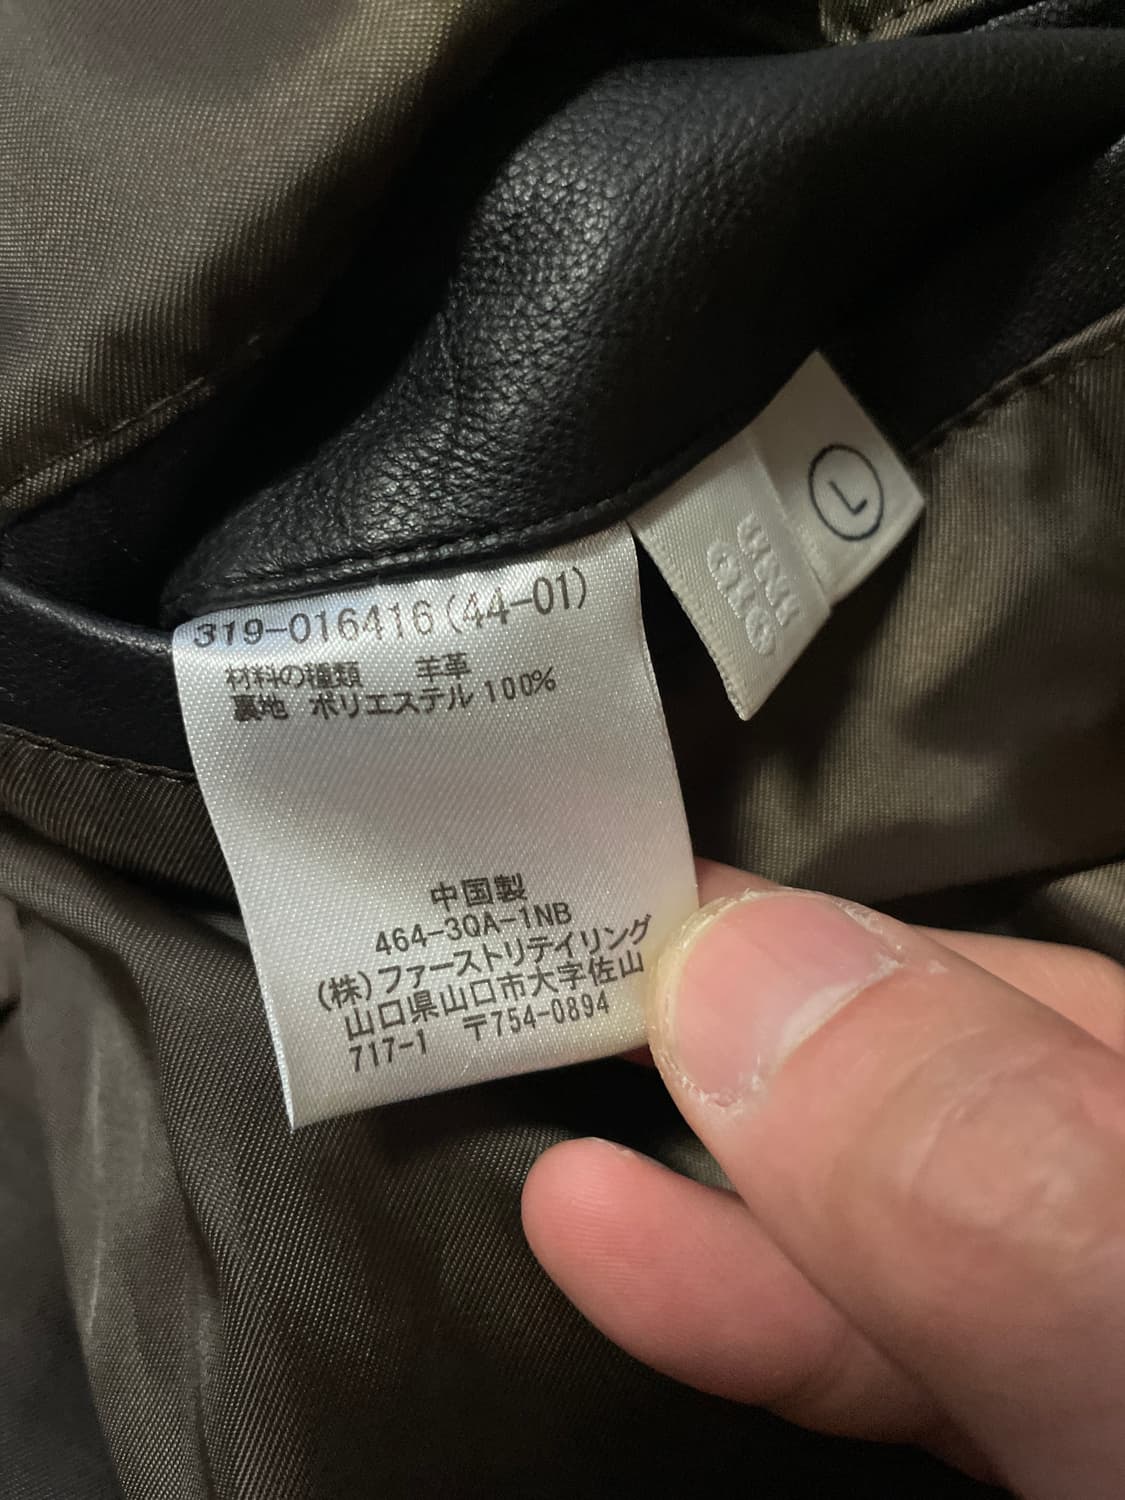 319-016416(44-01)
材料の種類 羊革
裏地 ポリエステル 100%
中国製
464-3QA-1NB
(株)ファーストリテイリング
山口県山口市大字佐山
717-1 〒754-0894
L